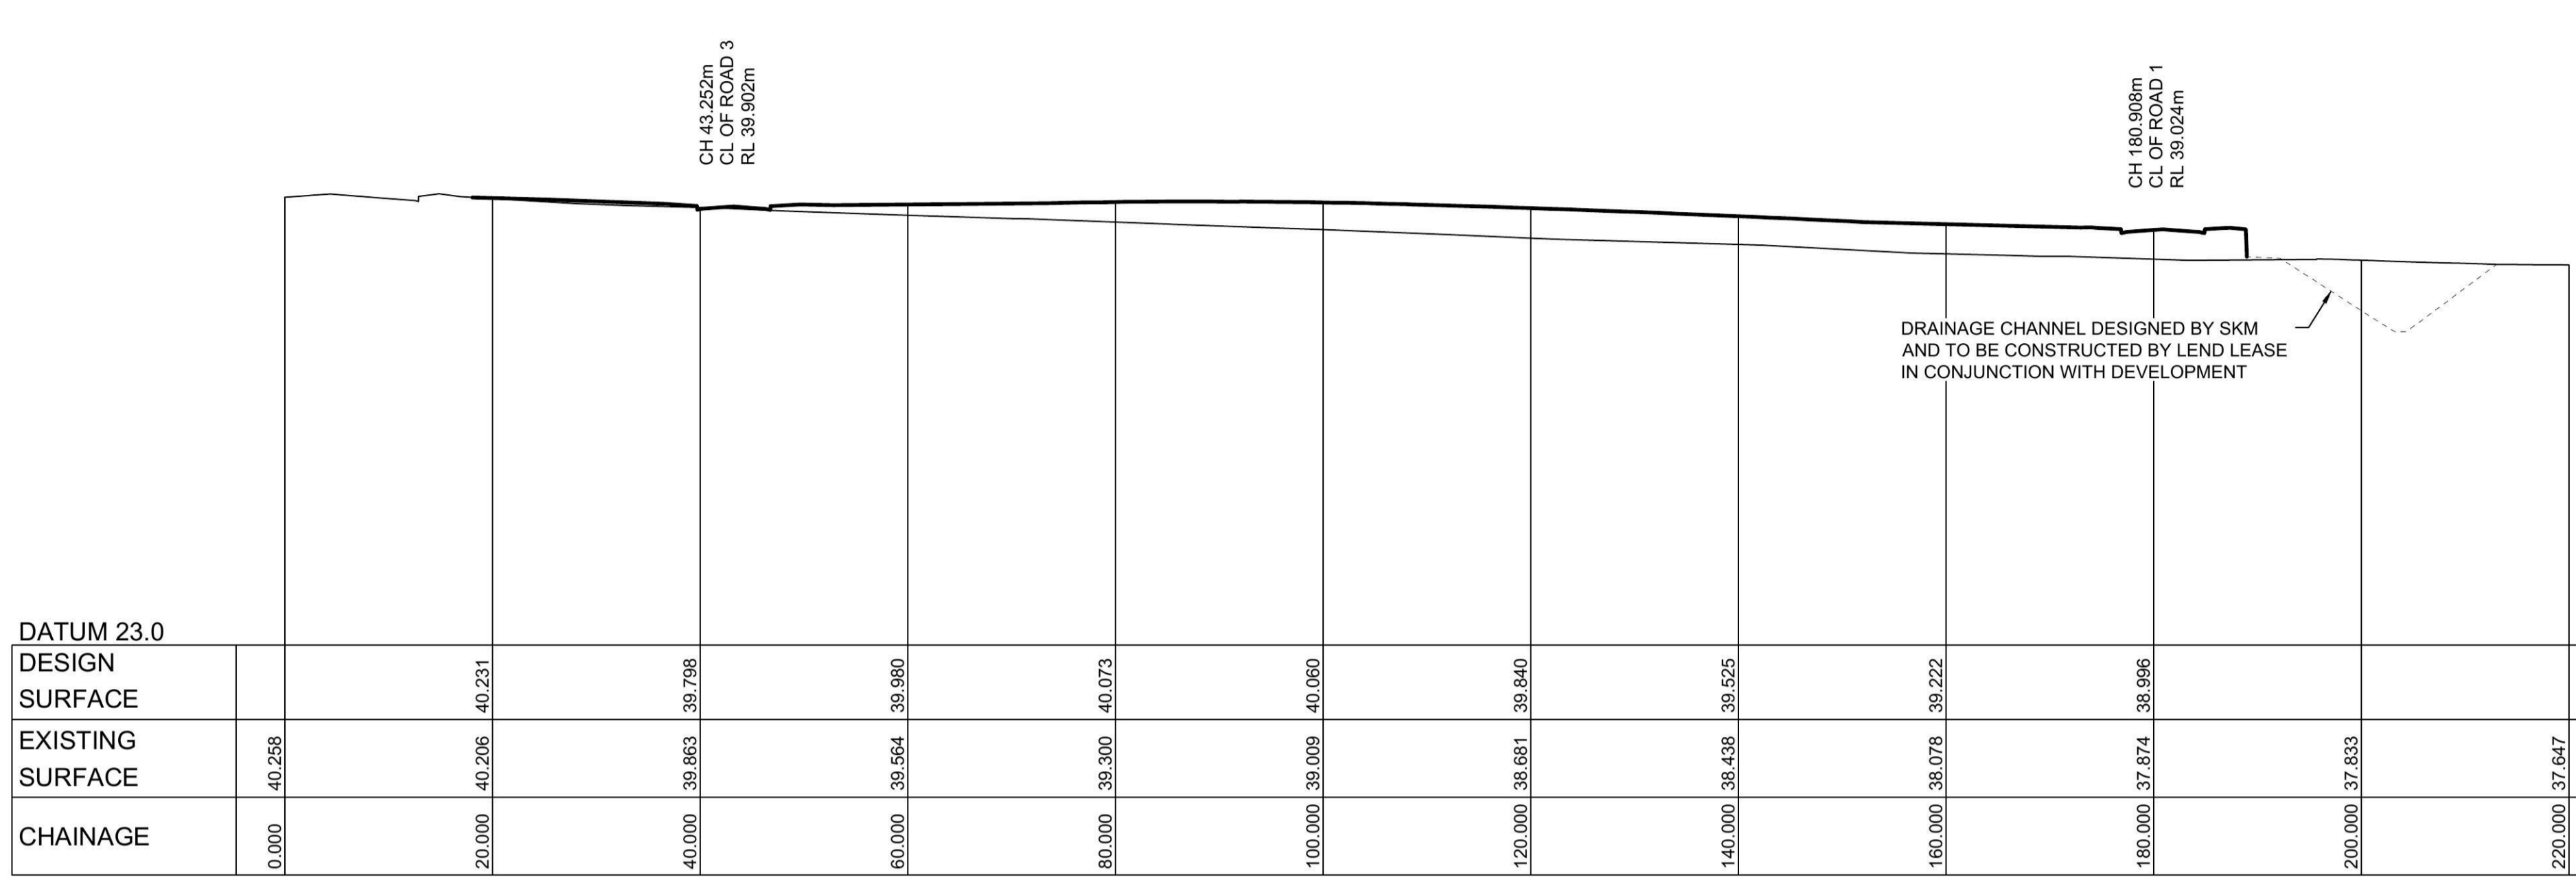 CH 43.252m
CL OF ROAD 3
RL 39.902m
CH 180.908m
CL OF ROAD 1
RL 39.024m
DRAINAGE CHANNEL DESIGNED BY SKM
AND TO BE CONSTRUCTED BY LEND LEASE
IN CONJUNCTION WITH DEVELOPMENT
DATUM 23.0
DESIGN
SURFACE
40.231 39.798 39.980 40.073 40.060 39.840 39.525 39.222 38.996
EXISTING
SURFACE
40.258 40.206 39.863 39.564 39.300 39.009 38.681 38.438 38.078 37.874 37.833 37.647
CHAINAGE
0.000 20.000 40.000 60.000 80.000 100.000 120.000 140.000 160.000 180.000 200.000 220.000